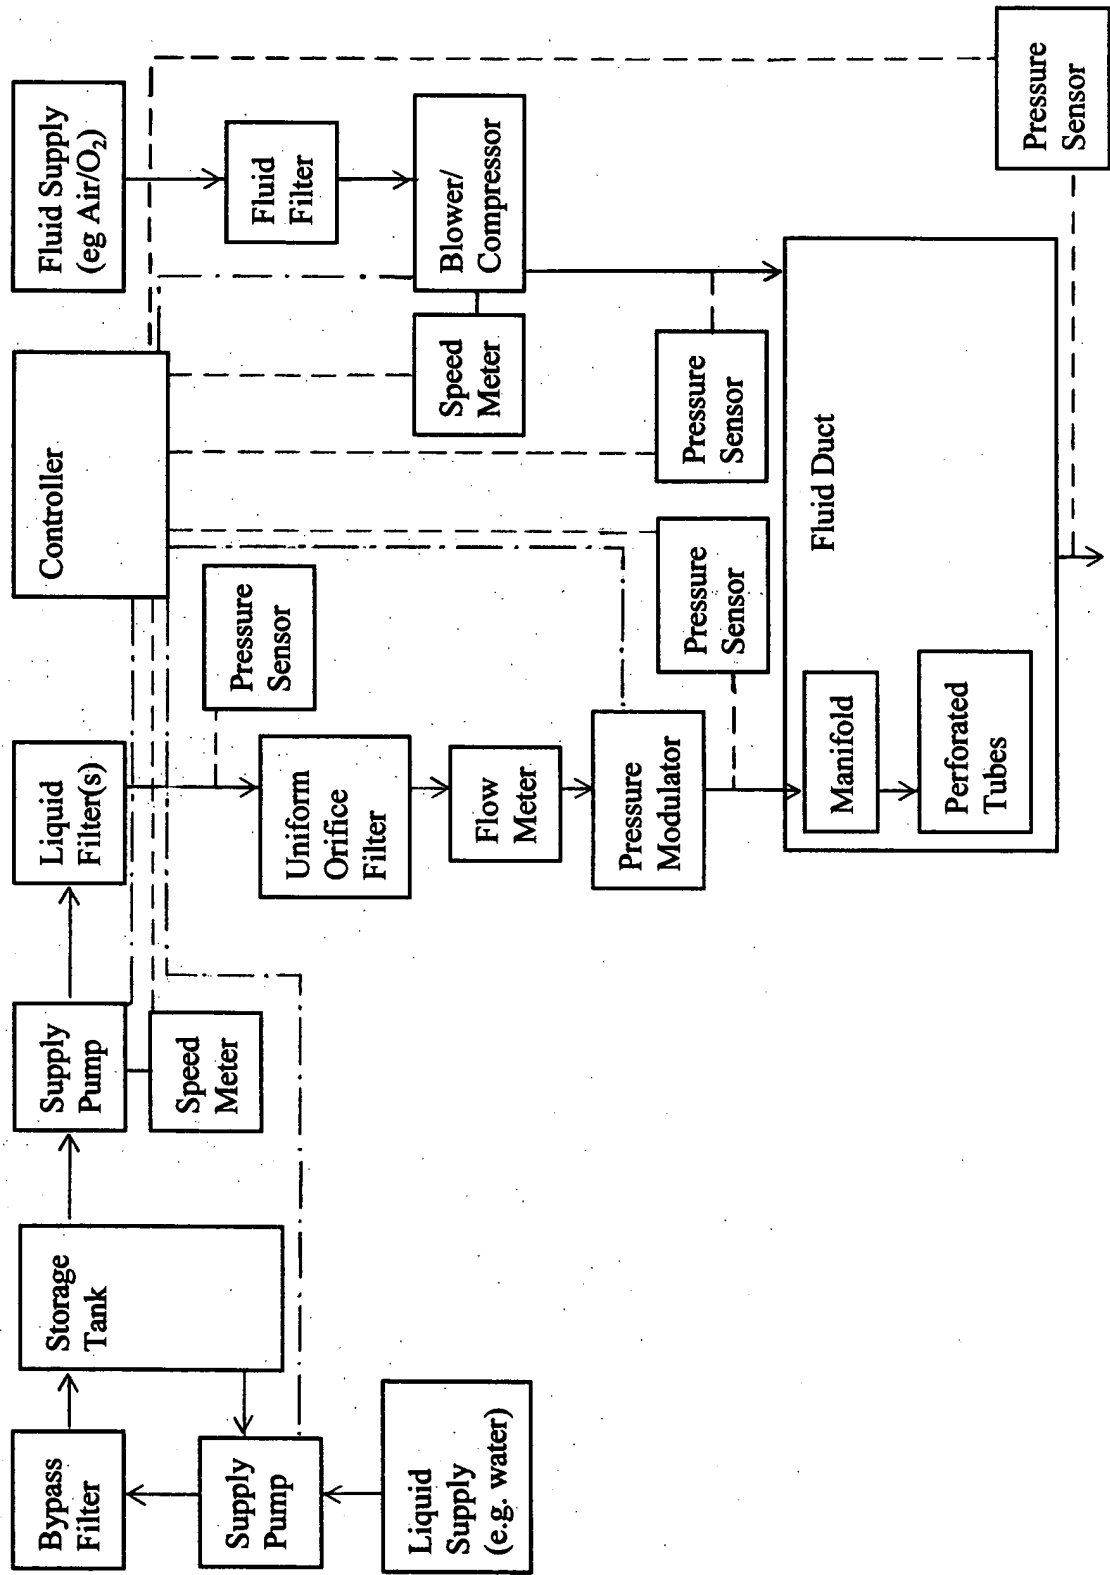 Bypass
Filter
Storage
Tank
Supply
Pump
Liquid
Filter(s)
Controller
Fluid Supply
(eg Air/O₂)
Supply
Pump
Speed
Meter
Pressure
Sensor
Fluid
Filter
Liquid
Supply
(e.g. water)
Uniform
Orifice
Filter
Speed
Meter
Blower/
Compressor
Flow
Meter
Pressure
Modulator
Pressure
Sensor
Pressure
Sensor
Fluid Duct
Manifold
Perforated
Tubes
Pressure
Sensor